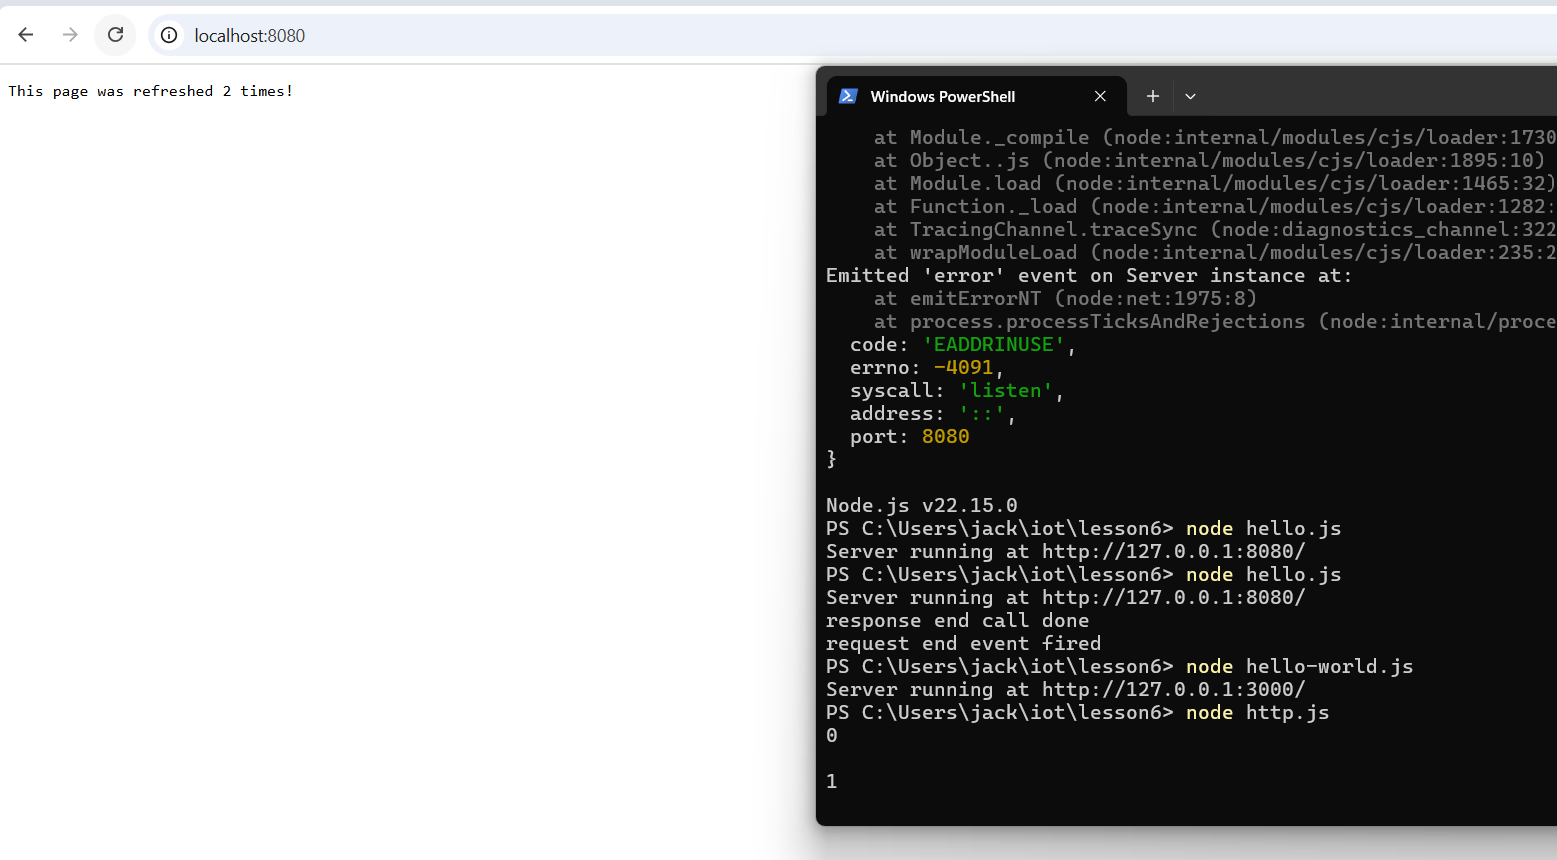 localhost:8080
This page was refreshed 2 times!
Windows PowerShell
at Module._compile (node:internal/modules/cjs/loader:1730
at Object..js (node:internal/modules/cjs/loader:1895:10)
at Module.load (node:internal/modules/cjs/loader:1465:32)
at Function._load (node:internal/modules/cjs/loader:1282:
at TracingChannel.traceSync (node:diagnostics_channel:322
at wrapModuleLoad (node:internal/modules/cjs/loader:235:2
Emitted 'error' event on Server instance at:
at emitErrorNT (node:net:1975:8)
at process.processTicksAndRejections (node:internal/proce
code: 'EADDRINUSE',
errno: -4091,
syscall: 'listen',
address: '::',
port: 8080
}
Node.js v22.15.0
PS C:\Users\jack\iot\lesson6> node hello.js
Server running at http://127.0.0.1:8080/
PS C:\Users\jack\iot\lesson6> node hello.js
Server running at http://127.0.0.1:8080/
response end call done
request end event fired
PS C:\Users\jack\iot\lesson6> node hello-world.js
Server running at http://127.0.0.1:3000/
PS C:\Users\jack\iot\lesson6> node http.js
0
1